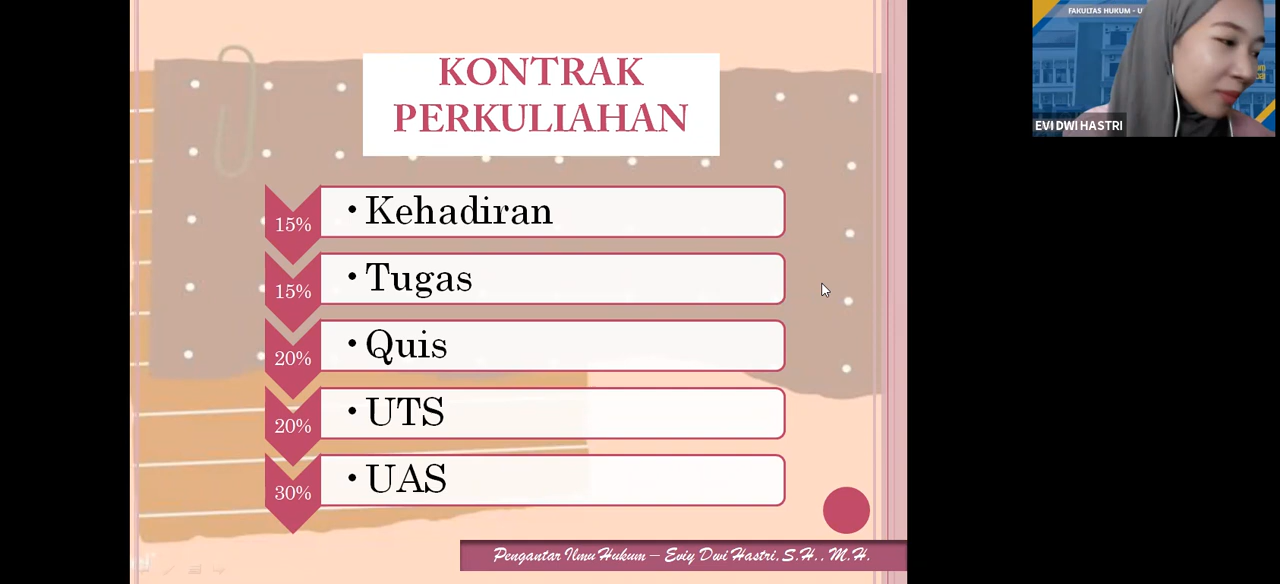 KONTRAK
PERKULIAHAN
15%
• Kehadiran
15%
• Tugas
20%
• Quis
20%
• UTS
30%
• UAS
Pengantar Ilmu Hukum – Eviy Dwi Hastri, S.H., M.H.
FAKULTAS HUKUM - U
EVI DWI HASTRI